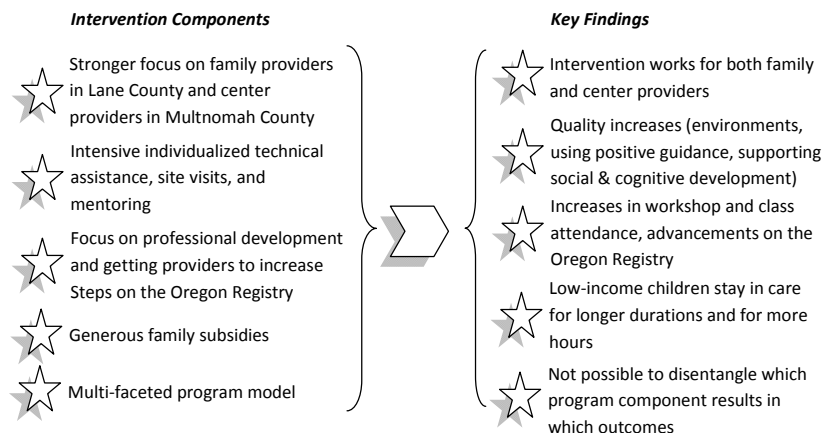 Intervention Components
Stronger focus on family providers
in Lane County and center
providers in Multnomah County
Intensive individualized technical
assistance, site visits, and
mentoring
Focus on professional development
and getting providers to increase
Steps on the Oregon Registry
Generous family subsidies
Multi-faceted program model
Key Findings
Intervention works for both family
and center providers
Quality increases (environments,
using positive guidance, supporting
social & cognitive development)
Increases in workshop and class
attendance, advancements on the
Oregon Registry
Low-income children stay in care
for longer durations and for more
hours
Not possible to disentangle which
program component results in
which outcomes